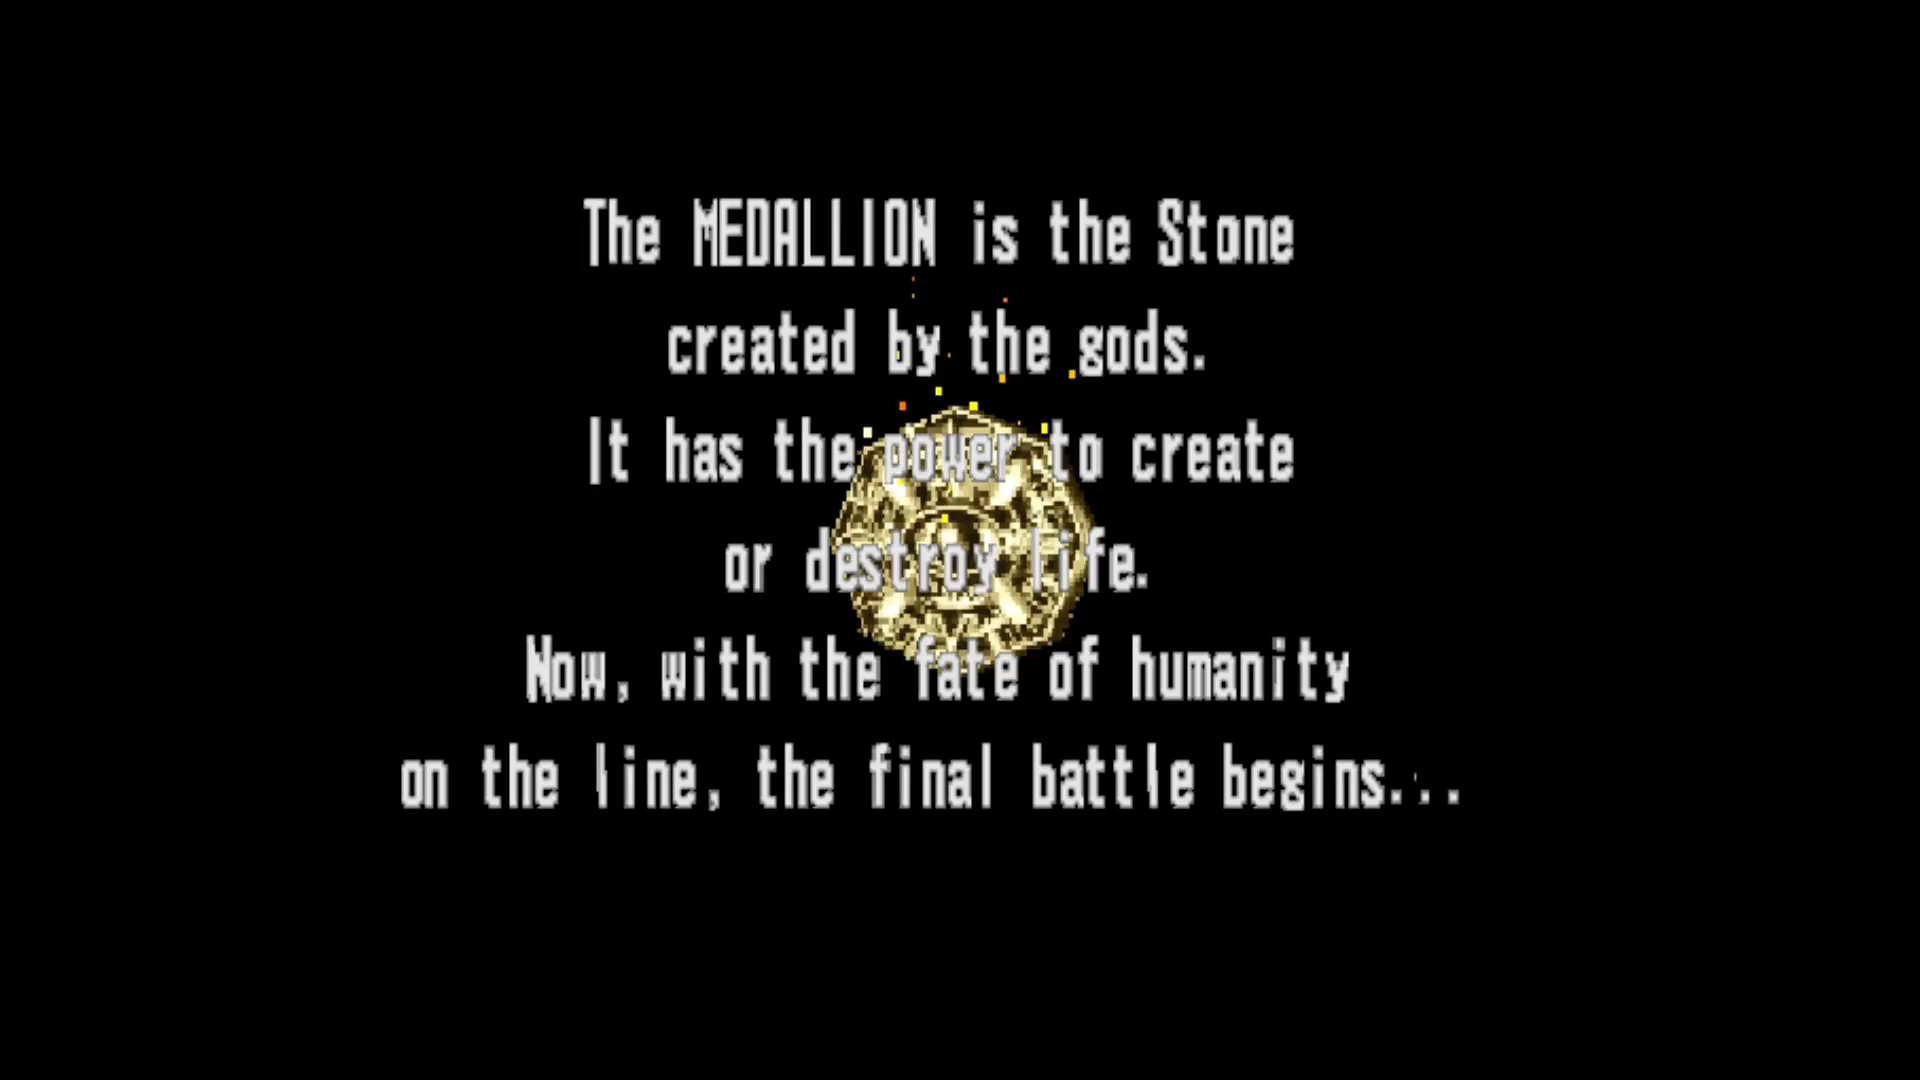 The MEDALLION is the Stone
created by the gods.
It has the power to create
or destroy life.
Now, with the fate of humanity
on the line, the final battle begins...